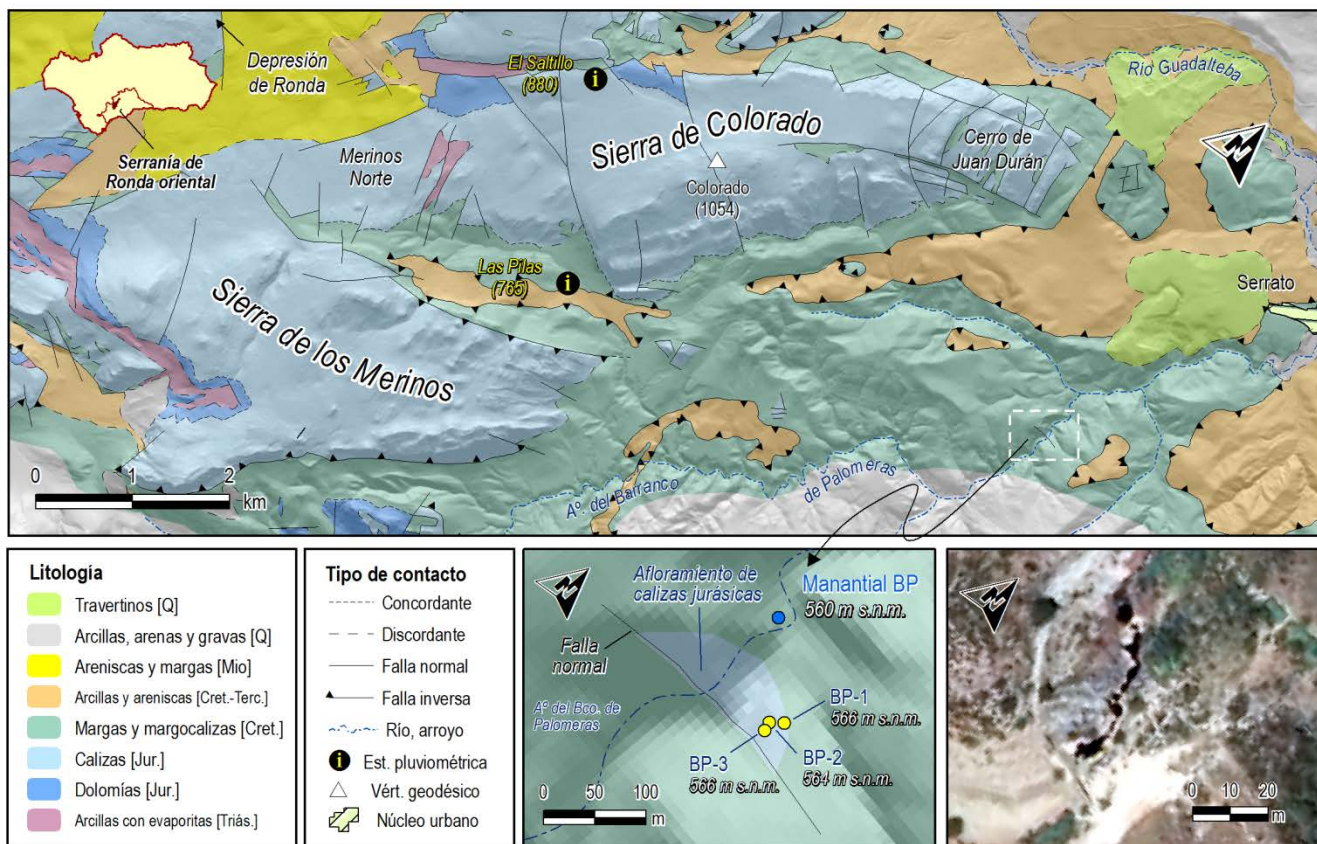 Depresión
de Ronda
Serranía de
Ronda oriental
El Saltillo
(880)
i
Río Guadalteba
Merinos
Norte
Sierra de Colorado
Colorado
(1054)
Cerro de
Juan Durán
N
Las Pilas
(765)
i
Serrato
Sierra de los Merinos
0 1 2
km
Aº. del Barranco
de Palomeras
Litología
Travertinos [Q]
Arcillas, arenas y gravas [Q]
Areniscas y margas [Mio]
Arcillas y areniscas [Cret.-Terc.]
Margas y margocalizas [Cret.]
Calizas [Jur.]
Dolomías [Jur.]
Arcillas con evaporitas [Triás.]
Tipo de contacto
Concordante
Discordante
Falla normal
Falla inversa
Río, arroyo
i Est. pluviométrica
Vért. geodésico
Núcleo urbano
N
Afloramiento de
calizas jurásicas
Manantial BP
560 m s.n.m.
Falla
normal
Aº del Bco. de
Palomeras
BP-1
566 m s.n.m.
BP-2
564 m s.n.m.
BP-3
566 m s.n.m.
0 50 100
m
N
0 10 20
m